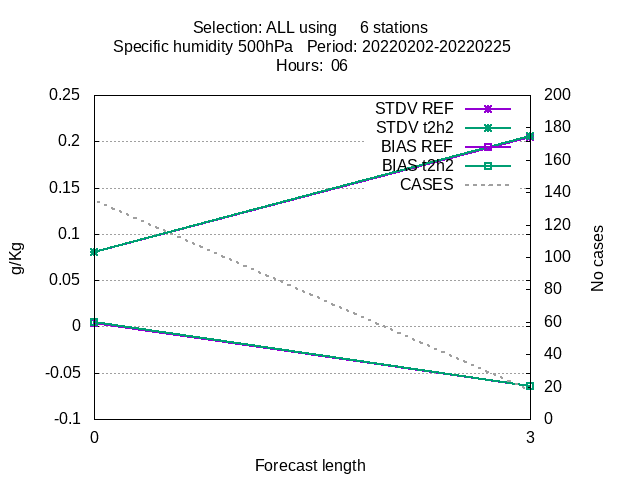 Selection: ALL using     6 stations
Specific humidity 500hPa   Period: 20220202-20220225
Hours:  06
0.25
0.2
0.15
0.1
0.05
0
-0.05
-0.1
g/Kg
STDV REF
STDV t2h2
BIAS REF
BIAS t2h2
CASES
200
180
160
140
120
100
80
60
40
20
0
No cases
0
3
Forecast length